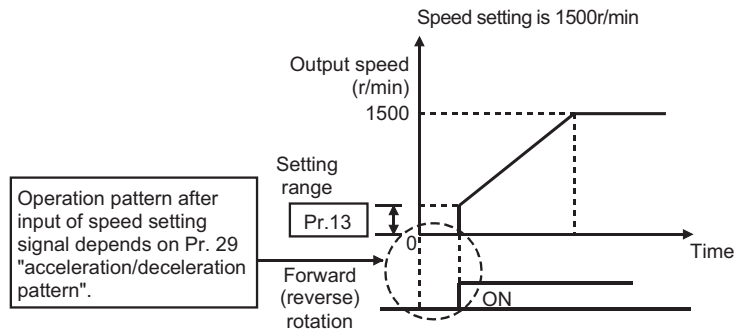 Speed setting is 1500r/min
Output speed
(r/min)
1500
Setting
range
Pr.13
0
Time
Operation pattern after
input of speed setting
signal depends on Pr. 29
"acceleration/deceleration
pattern".
Forward
(reverse)
rotation
ON